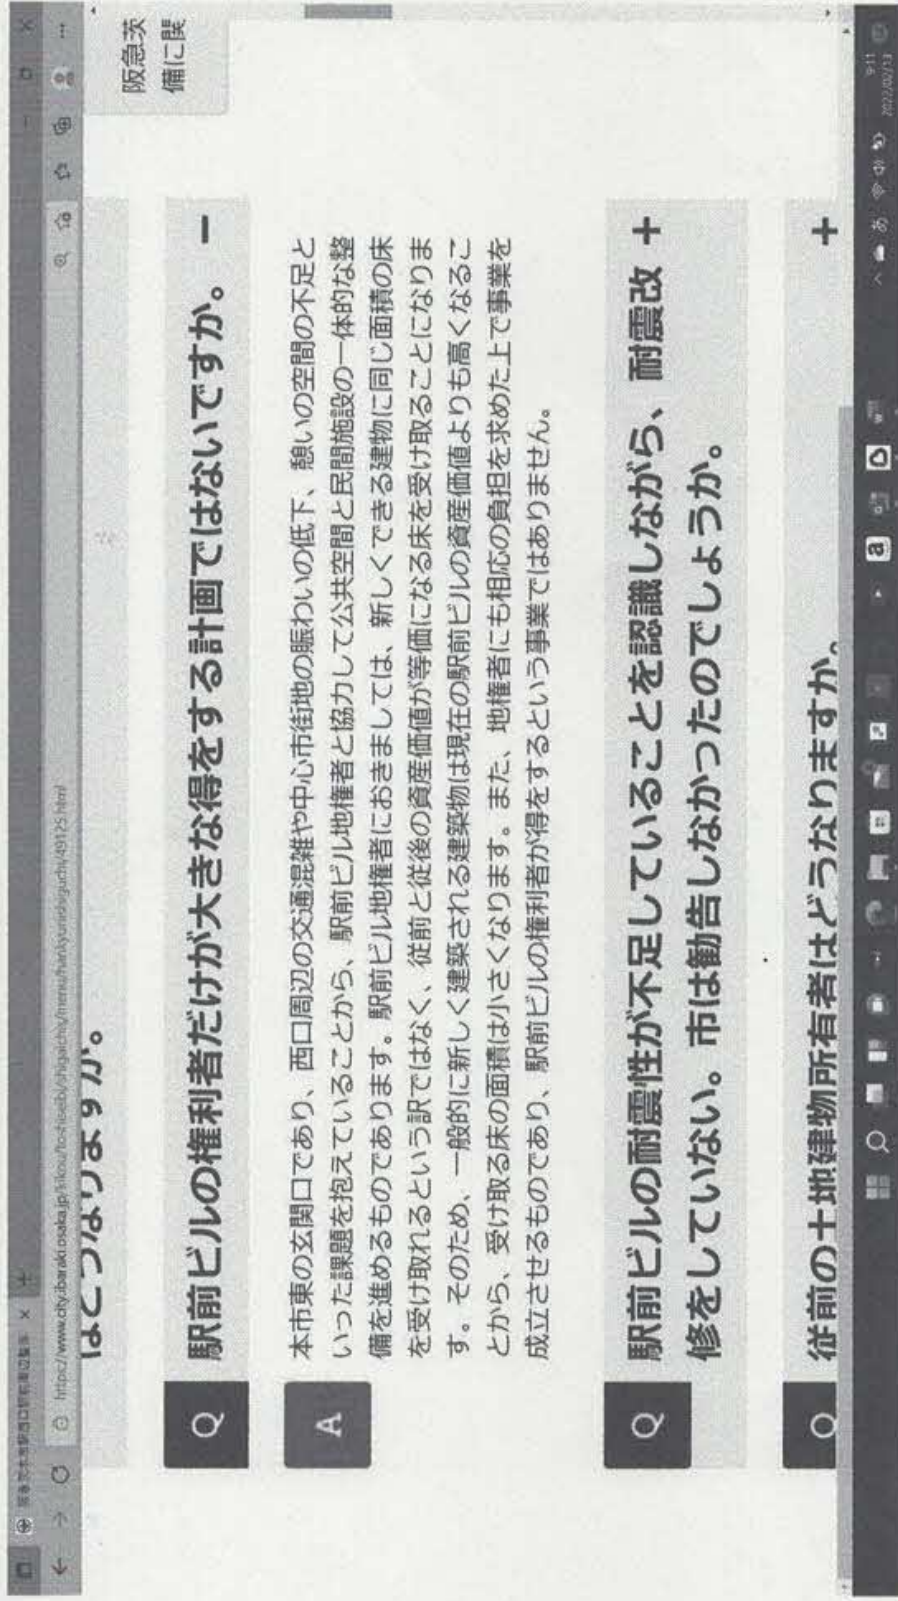 https://www.city.ibaraki.osaka.jp/
阪急茨
備に関
はどうなりますか。
Q
駅前ビルの権利者だけが大きな得をする計画ではないですか。
A
本市東の玄関口であり、西口周辺の交通混雑や中心市街地の賑わいの低下、憩いの空間の不足と
いった課題を抱えていることから、駅前ビル地権者と協力して公共空間と民間施設の一体的な整
備を進めるものであります。駅前ビル地権者におきましては、新しくできる建物に同じ面積の床
を受け取れるという訳ではなく、従前と従後の資産価値が等価になる床を受け取ることになりま
す。そのため、一般的に新しく建築される建築物は現在の駅前ビルの資産価値よりも高くなるこ
とから、受け取る床の面積は小さくなります。また、地権者にも相応の負担を求めた上で事業を
成立させるものであり、駅前ビルの権利者が得をするという事業ではありません。
Q
駅前ビルの耐震性が不足していることを認識しながら、耐震改
修をしていない。市は勧告しなかったのでしょうか。
Q
従前の土地建物所有者はどうなりますか。
あ
9:11
2022/02/13